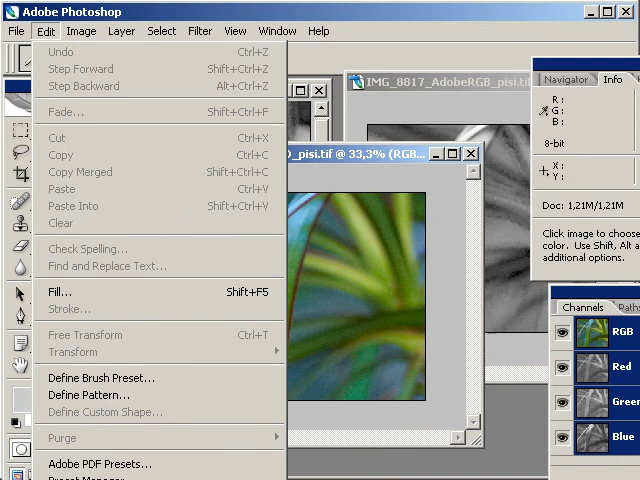 Adobe Photoshop
File Edit Image Layer Select Filter View Window Help
Undo Ctrl+Z
Step Forward Shift+Ctrl+Z
Step Backward Alt+Ctrl+Z
Fade... Shift+Ctrl+F
Cut Ctrl+X
Copy Ctrl+C
Copy Merged Shift+Ctrl+C
Paste Ctrl+V
Paste Into Shift+Ctrl+V
Clear
Check Spelling...
Find and Replace Text...
Fill... Shift+F5
Stroke...
Free Transform Ctrl+T
Transform
Define Brush Preset...
Define Pattern...
Define Custom Shape...
Purge
Adobe PDF Presets...
Preset Manager
IMG_8817_AdobeRGB_pisi.tif
_pisi.tif @ 33,3% (RGB...
Navigator Info
R :
G :
B :
8-bit
X :
Y :
Doc: 1,21M/1,21M
Click image to choose
color. Use Shift, Alt a
additional options.
Channels Paths
RGB
Red
Green
Blue